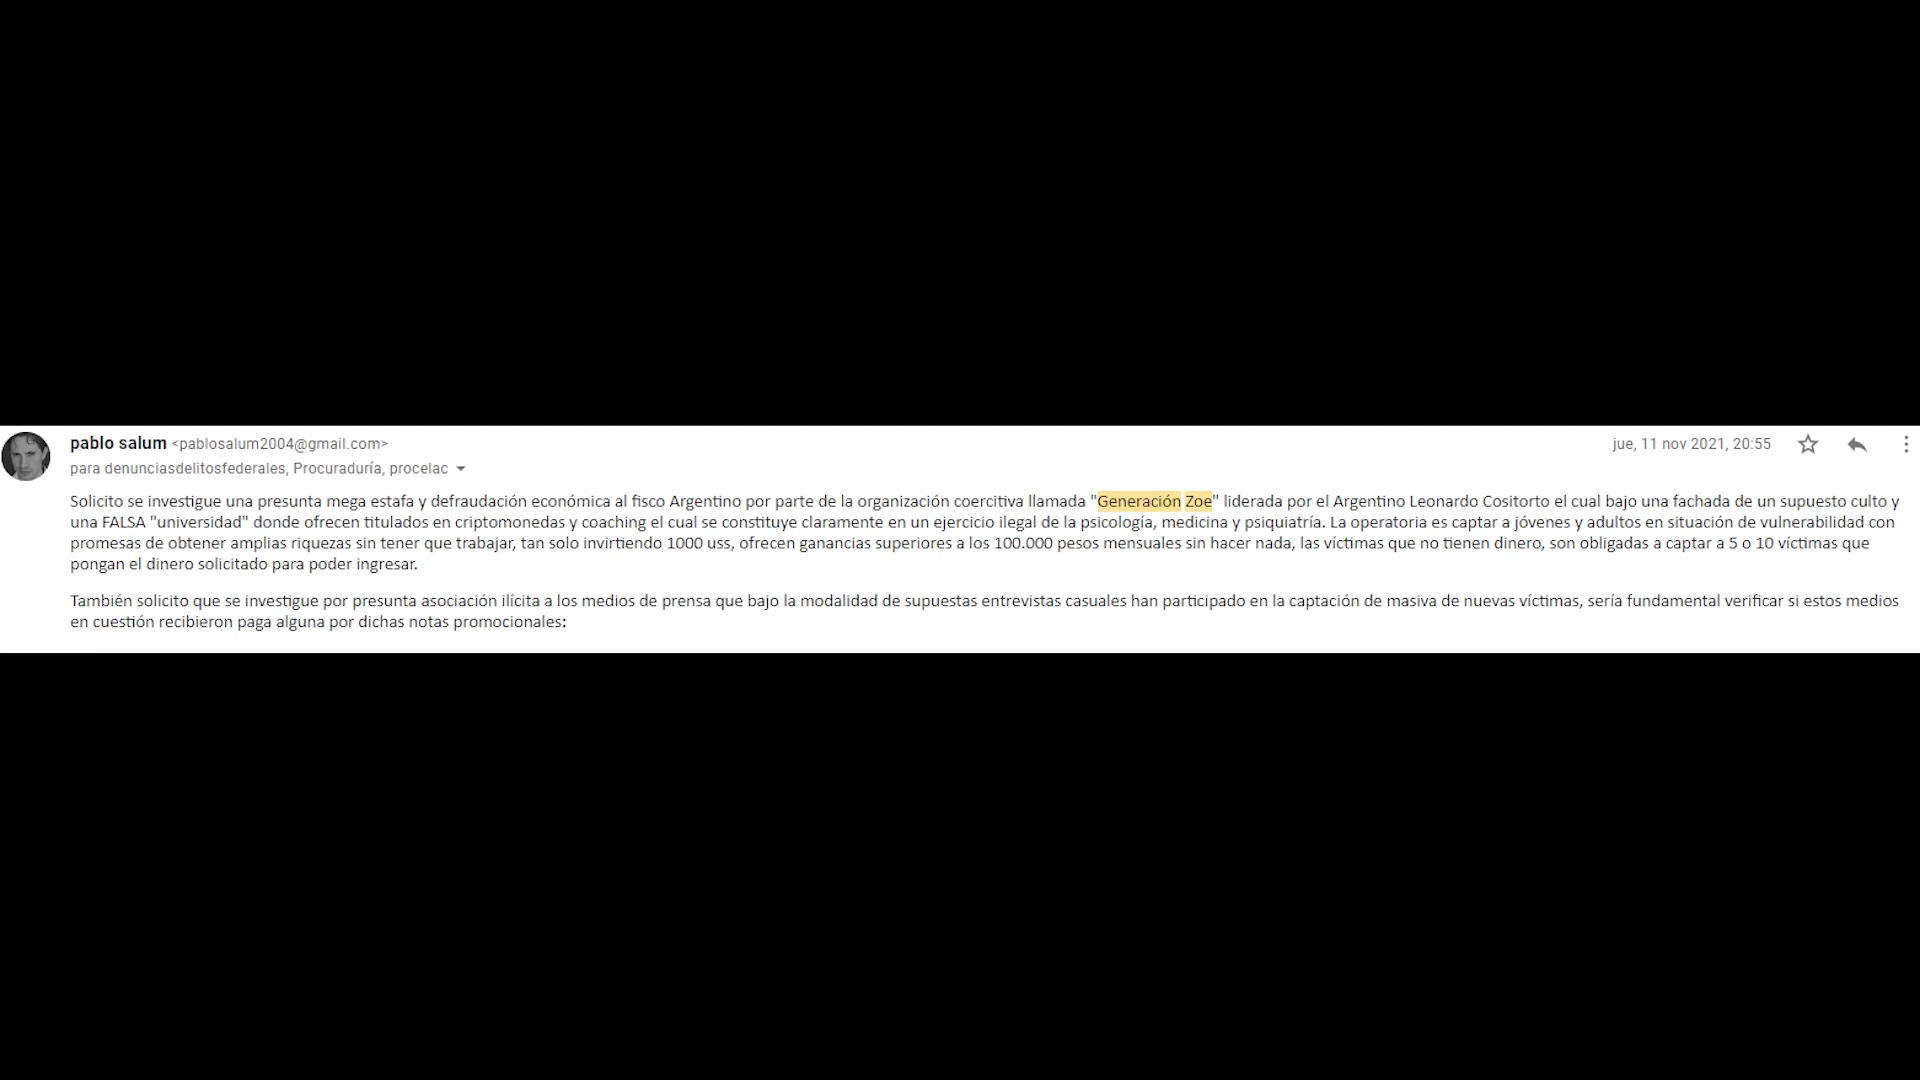 pablo salum <pablosalum2004@gmail.com>
jue, 11 nov 2021, 20:55
para denunciasdelitosfederales, Procuraduría, procelac
Solicito se investigue una presunta mega estafa y defraudación económica al fisco Argentino por parte de la organización coercitiva llamada "Generación Zoe" liderada por el Argentino Leonardo Cositorto el cual bajo una fachada de un supuesto culto y
una FALSA "universidad" donde ofrecen titulados en criptomonedas y coaching el cual se constituye claramente en un ejercicio ilegal de la psicología, medicina y psiquiatría. La operatoria es captar a jóvenes y adultos en situación de vulnerabilidad con
promesas de obtener amplias riquezas sin tener que trabajar, tan solo invirtiendo 1000 uss, ofrecen ganancias superiores a los 100.000 pesos mensuales sin hacer nada, las víctimas que no tienen dinero, son obligadas a captar a 5 o 10 víctimas que
pongan el dinero solicitado para poder ingresar.
También solicito que se investigue por presunta asociación ilícita a los medios de prensa que bajo la modalidad de supuestas entrevistas casuales han participado en la captación de masiva de nuevas víctimas, sería fundamental verificar si estos medios
en cuestión recibieron paga alguna por dichas notas promocionales: